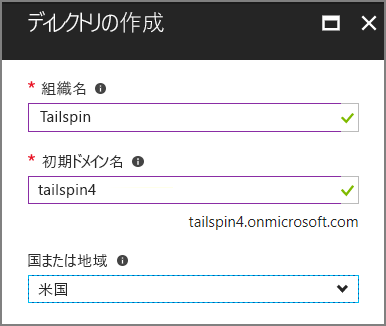 ディレクトリの作成
* 組織名
Tailspin
* 初期ドメイン名
tailspin4
tailspin4.onmicrosoft.com
国または地域
米国